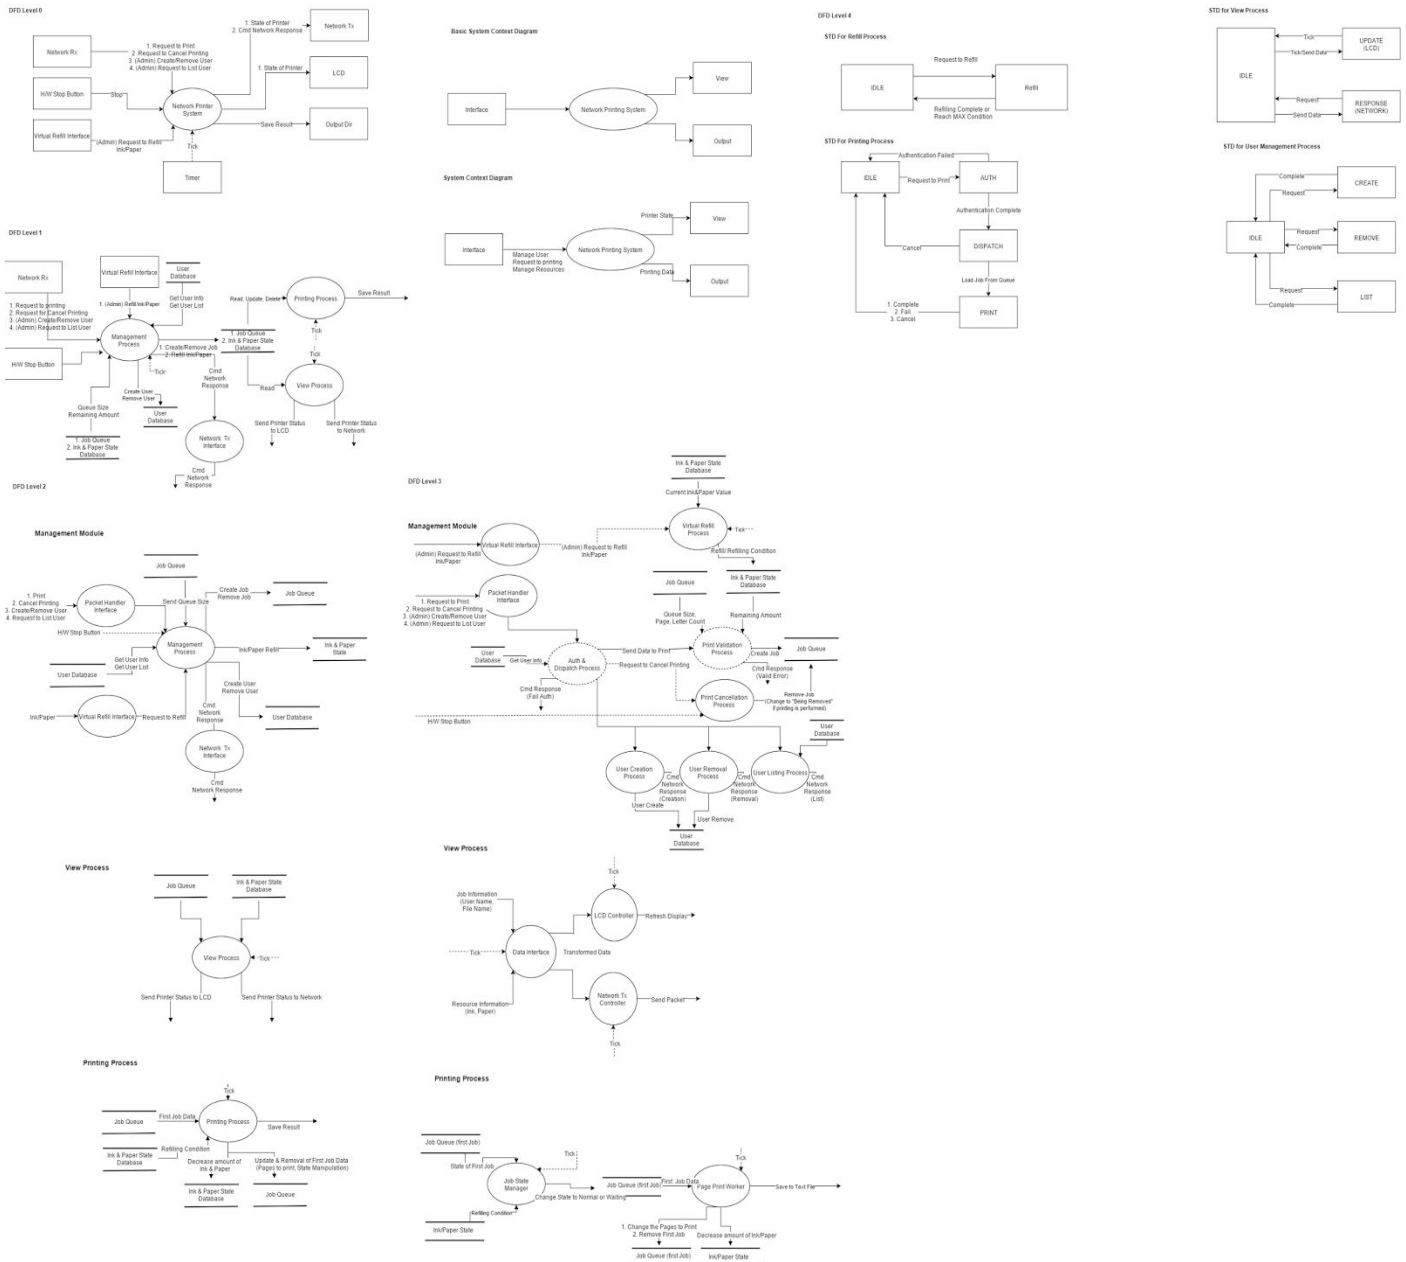 DFD Level 0
1. State of Printer
2. Cmd Network Response
Network Tx
Network Rx
1. Request to Print
2. Request to Cancel Printing
3. (Admin) Create/Remove User
4. (Admin) Request to List User
1. State of Printer
LCD
H/W Stop Button
Stop
Network Printer
System
Save Result
Output Dir
Virtual Refill Interface
(Admin) Request to Refill
Ink/Paper
Tick
Timer
Basic System Context Diagram
View
Interface
Network Printing System
Output
System Context Diagram
Printer State
View
Interface
Manage User
Request to printing
Manage Resources
Network Printing System
Printing Data
Output
DFD Level 4
STD For Refill Process
Request to Refill
IDLE
Refill
Refilling Complete or
Reach MAX Condition
STD For Printing Process
Authentication Failed
IDLE
Request to Print
AUTH
Authentication Complete
Cancel
DISPATCH
Load Job From Queue
1. Complete
2. Fail
3. Cancel
PRINT
STD for View Process
Tick
UPDATE
(LCD)
Tick/Send Data
IDLE
Request
RESPONSE
(NETWORK)
Send Data
STD for User Management Process
Complete
CREATE
Request
IDLE
Request
REMOVE
Complete
Request
Complete
LIST
DFD Level 1
Network Rx
Virtual Refill Interface
User
Database
1. Request to printing
2. Request for Cancel Printing
3. (Admin) Create/Remove User
4. (Admin) Request to List User
1. (Admin) Refill Ink/Paper
Get User Info
Get User List
Read, Update, Delete
Printing Process
Save Result
Management
Process
1. Job Queue
2. Ink & Paper State
Database
Tick
1. Create/Remove Job
2. Refill Ink/Paper
Tick
H/W Stop Button
Tick
Cmd
Network
Response
Read
View Process
Queue Size
Remaining Amount
Create User
Remove User
User
Database
Send Printer Status
to LCD
Send Printer Status
to Network
1. Job Queue
2. Ink & Paper State
Database
Network Tx
Interface
Cmd
Network
Response
DFD Level 2
Management Module
Job Queue
1. Print
2. Cancel Printing
3. Create/Remove User
4. Request to List User
Packet Handler
Interface
Send Queue Size
Create Job
Remove Job
Job Queue
H/W Stop Button
Management
Process
Ink/Paper Refill
Ink & Paper
State
Get User Info
Get User List
User Database
Create User
Remove User
Ink/Paper
Virtual Refill Interface
Request to Refill
Cmd
Network
Response
User Database
Network Tx
Interface
Cmd
Network Response
View Process
Job Queue
Ink & Paper State
Database
View Process
Tick
Send Printer Status to LCD
Send Printer Status to Network
Printing Process
Tick
Job Queue
First Job Data
Printing Process
Save Result
Ink & Paper State
Database
Refilling Condition
Decrease amount of
Ink & Paper
Update & Removal of First Job Data
(Pages to print, State Manipulation)
Ink & Paper State
Database
Job Queue
DFD Level 3
Ink & Paper State
Database
Current Ink&Paper Value
Management Module
(Admin) Request to Refill
Ink/Paper
Virtual Refill Interface
(Admin) Request to Refill
Ink/Paper
Virtual Refill
Process
Tick
Refill/ Refilling Condition
Packet Handler
Interface
1. Request to Print
2. Request to Cancel Printing
3. (Admin) Create/Remove User
4. (Admin) Request to List User
Job Queue
Ink & Paper State
Database
Queue Size,
Page, Letter Count
Remaining Amount
User
Database
Get User Info
Auth &
Dispatch Process
Send Data to Print
Print Validation
Process
Create Job
Job Queue
Request to Cancel Printing
Cmd Response
(Valid Error)
Cmd Response
(Fail Auth)
Print Cancellation
Process
Remove Job
(Change to "Being Removed"
if printing is performed)
H/W Stop Button
User
Database
User Creation
Process
Cmd
Network
Response
(Creation)
User Removal
Process
Cmd
Network
Response
(Removal)
User Listing Process
Cmd
Network
Response
(List)
User Create
User Remove
User
Database
View Process
Tick
Job Information
(User Name,
File Name)
LCD Controller
Refresh Display
Tick
Data Interface
Transformed Data
Resource Information
(Ink, Paper)
Network Tx
Controller
Send Packet
Tick
Printing Process
Job Queue (first Job)
State of First Job
Tick
Job State
Manager
Change State to Normal or Waiting
Refilling Condition
Ink/Paper State
Tick
Job Queue (first Job)
First Job Data
Page Print Worker
Save to Text File
1. Change the Pages to Print
2. Remove First Job
Decrease amount of Ink/Paper
Job Queue (first Job)
Ink/Paper State